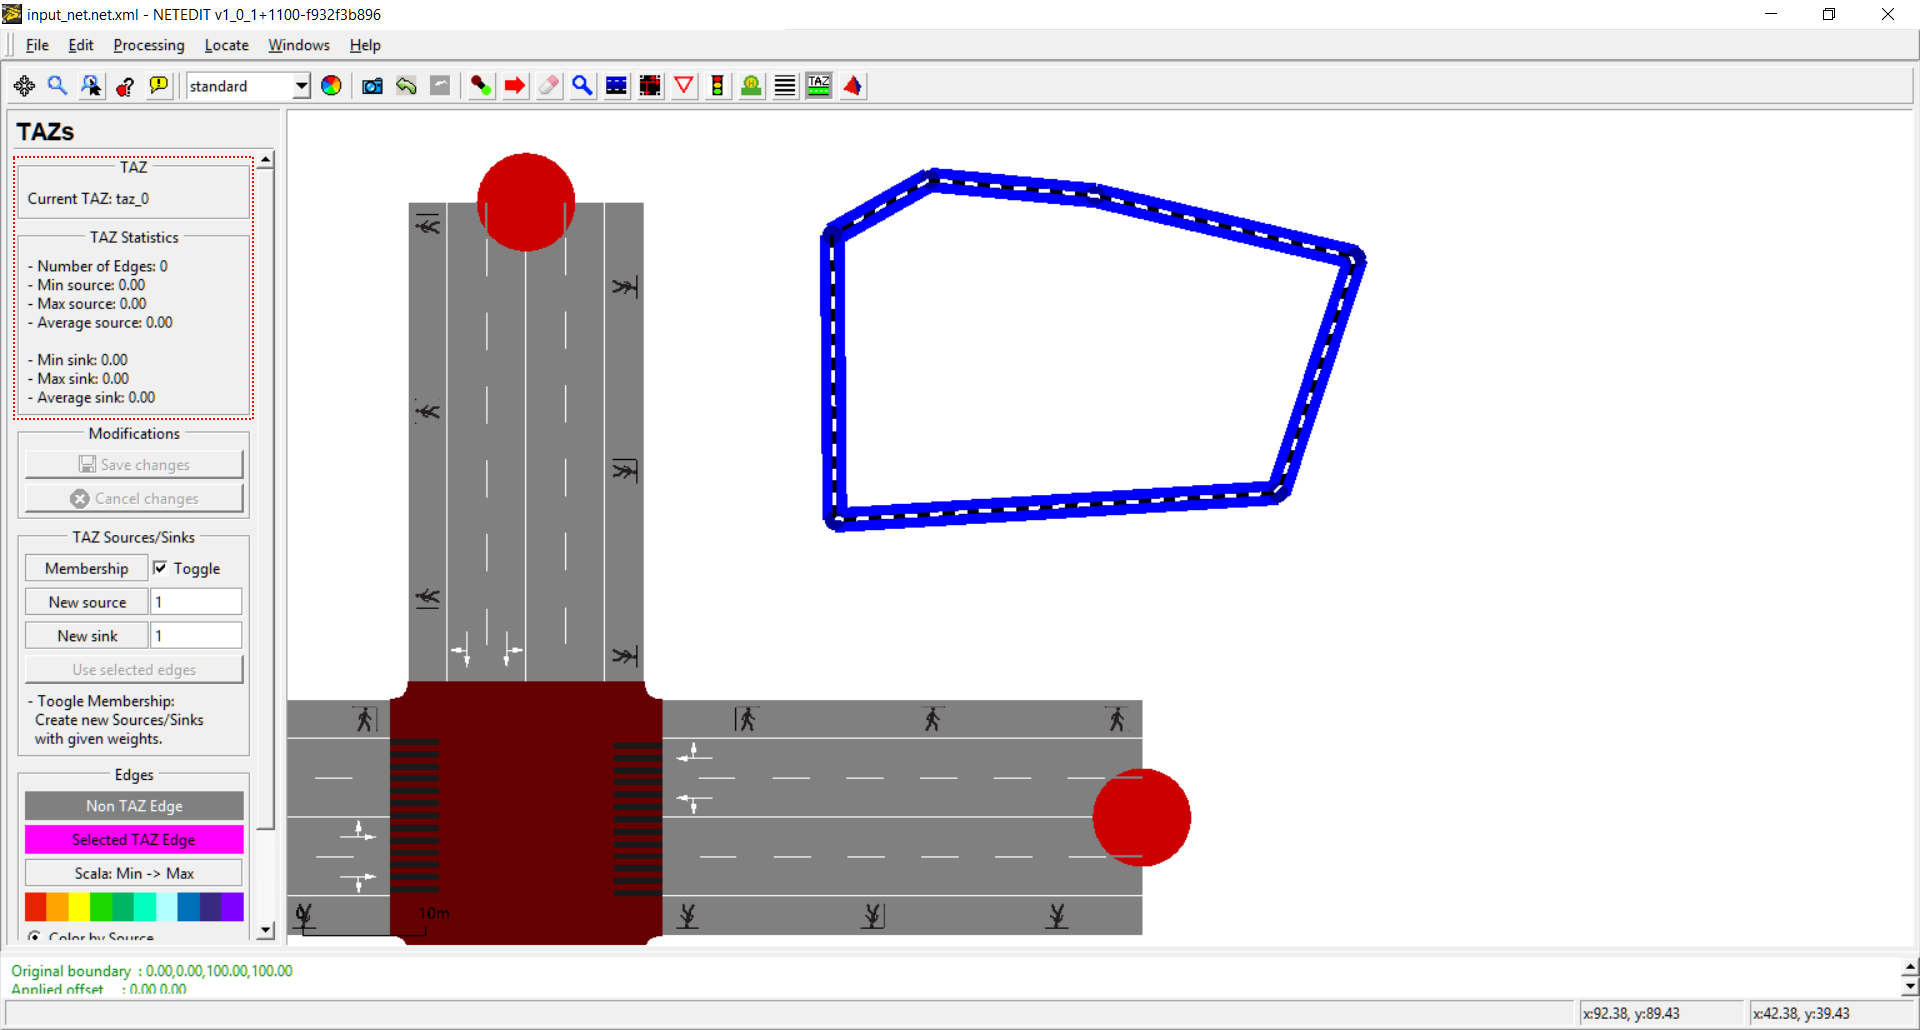 input_net.net.xml - NETEDIT v1_0_1+1100-f932f3b896
File Edit Processing Locate Windows Help
standard
TAZ
TAZs
TAZ
Current TAZ: taz_0
TAZ Statistics
- Number of Edges: 0
- Min source: 0.00
- Max source: 0.00
- Average source: 0.00
- Min sink: 0.00
- Max sink: 0.00
- Average sink: 0.00
Modifications
Save changes
Cancel changes
TAZ Sources/Sinks
Membership Toggle
New source 1
New sink 1
Use selected edges
- Toogle Membership:
Create new Sources/Sinks
with given weights.
Edges
Non TAZ Edge
Selected TAZ Edge
Scala: Min -> Max
Color by Source
0 10m
Original boundary : 0.00,0.00,100.00,100.00
Applied offset : 0.00 0.00
x:92.38, y:89.43 x:42.38, y:39.43